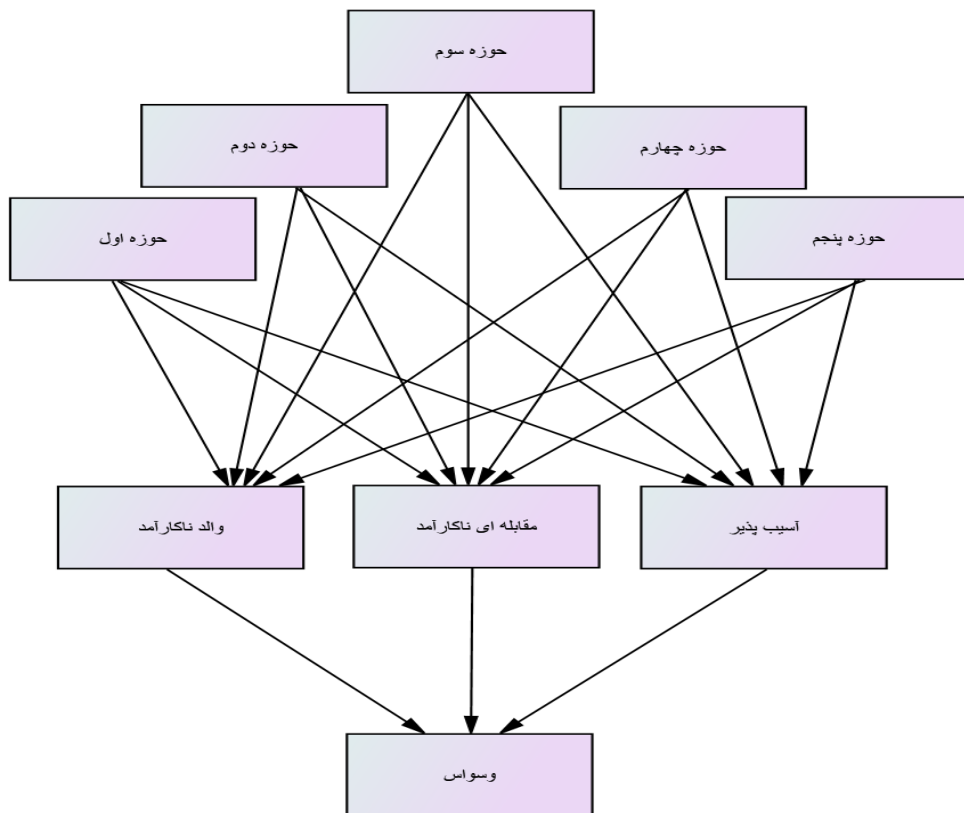 حوزه سوم
حوزه دوم
حوزه چهارم
حوزه اول
حوزه پنجم
والد ناکارآمد
مقابله ای ناکارآمد
آسیب پذیر
وسواس